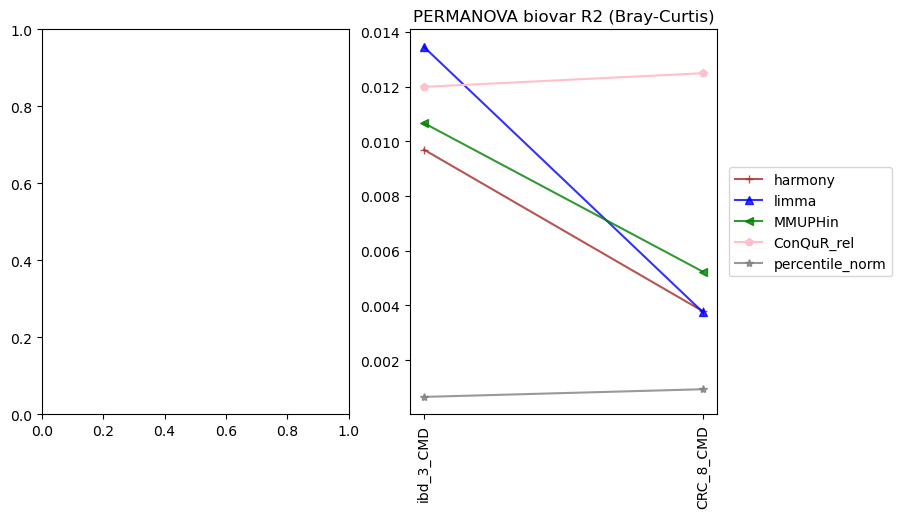 PERMANOVA biovar R2 (Bray-Curtis)
1.0
0.8
0.6
0.4
0.2
0.0
0.0 0.2 0.4 0.6 0.8 1.0
0.014
0.012
0.010
0.008
0.006
0.004
0.002
ibd_3_CMD
CRC_8_CMD
harmony
limma
MMUPHin
ConQuR_rel
percentile_norm